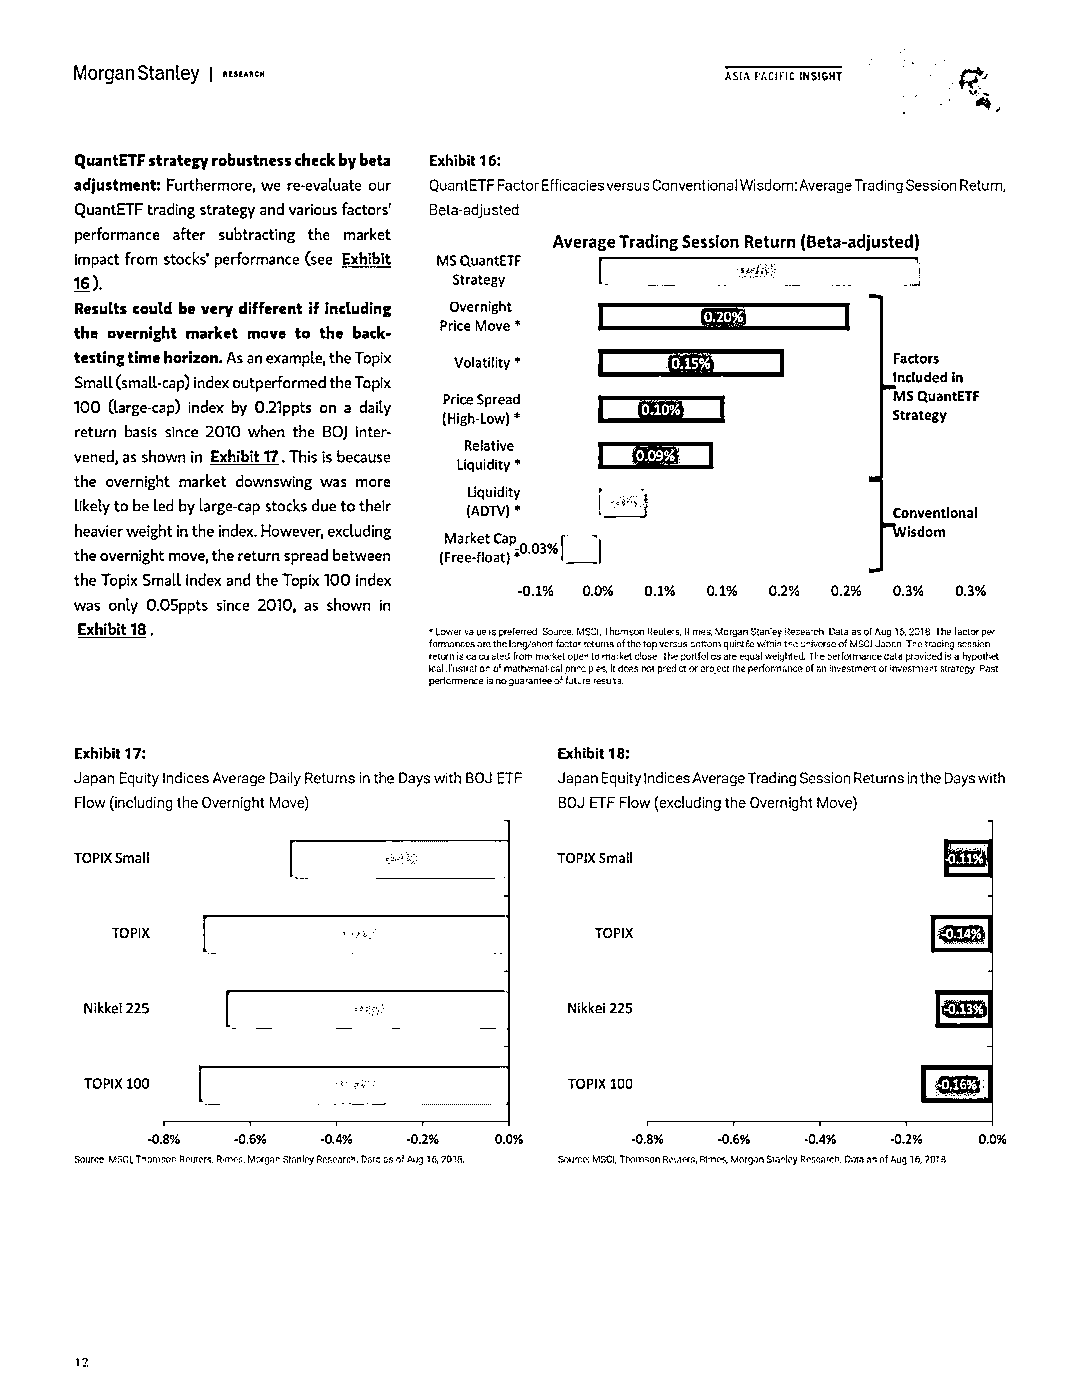 Morgan Stanley | RESEARCH
ASIA PACIFIC INSIGHT
QuantETF strategy robustness check by beta
adjustment: Furthermore, we re-evaluate our
QuantETF trading strategy and various factors'
performance after subtracting the market
impact from stocks' performance (see Exhibit
16 ).
Results could be very different if including
the overnight market move to the back-
testing time horizon. As an example, the Topix
Small (small-cap) index outperformed the Topix
100 (large-cap) index by 0.21ppts on a daily
return basis since 2010 when the BOJ inter-
vened, as shown in Exhibit 17 . This is because
the overnight market downswing was more
likely to be led by large-cap stocks due to their
heavier weight in the index. However, excluding
the overnight move, the return spread between
the Topix Small index and the Topix 100 index
was only 0.05ppts since 2010, as shown in
Exhibit 18 .
Exhibit 16:
QuantETF Factor Efficacies versus Conventional Wisdom: Average Trading Session Return,
Beta-adjusted
Average Trading Session Return (Beta-adjusted)
MS QuantETF
Strategy
Overnight
Price Move *
0.20%
Volatility *
0.15%
Price Spread
(High-Low) *
0.10%
Relative
Liquidity *
0.09%
Liquidity
(ADTV) *
Market Cap
(Free-float) *
-0.03%
Factors
Included in
MS QuantETF
Strategy
Conventional
Wisdom
-0.1% 0.0% 0.1% 0.1% 0.2% 0.2% 0.3% 0.3%
* Lower value is preferred. Source: MSCI, Thomson Reuters, Rimes, Morgan Stanley Research. Data as of Aug 16, 2018. The factor per
formances are the long/short factor returns of the top versus bottom quintile within the universe of MSCI Japan. The trading session
return is calculated from market open to market close. The portfolios are equal weighted. The performance data provided is a hypothet
ical illustration of mathematical principles, it does not predict or project the performance of an investment or investment strategy. Past
performance is no guarantee of future results.
Exhibit 17:
Japan Equity Indices Average Daily Returns in the Days with BOJ ETF
Flow (including the Overnight Move)
TOPIX Small
TOPIX
Nikkei 225
TOPIX 100
-0.8% -0.6% -0.4% -0.2% 0.0%
Source: MSCI, Thomson Reuters, Rimes, Morgan Stanley Research. Data as of Aug 16, 2018.
Exhibit 18:
Japan Equity Indices Average Trading Session Returns in the Days with
BOJ ETF Flow (excluding the Overnight Move)
TOPIX Small
-0.11%
TOPIX
-0.14%
Nikkei 225
-0.13%
TOPIX 100
-0.16%
-0.8% -0.6% -0.4% -0.2% 0.0%
Source: MSCI, Thomson Reuters, Rimes, Morgan Stanley Research. Data as of Aug 16, 2018
12